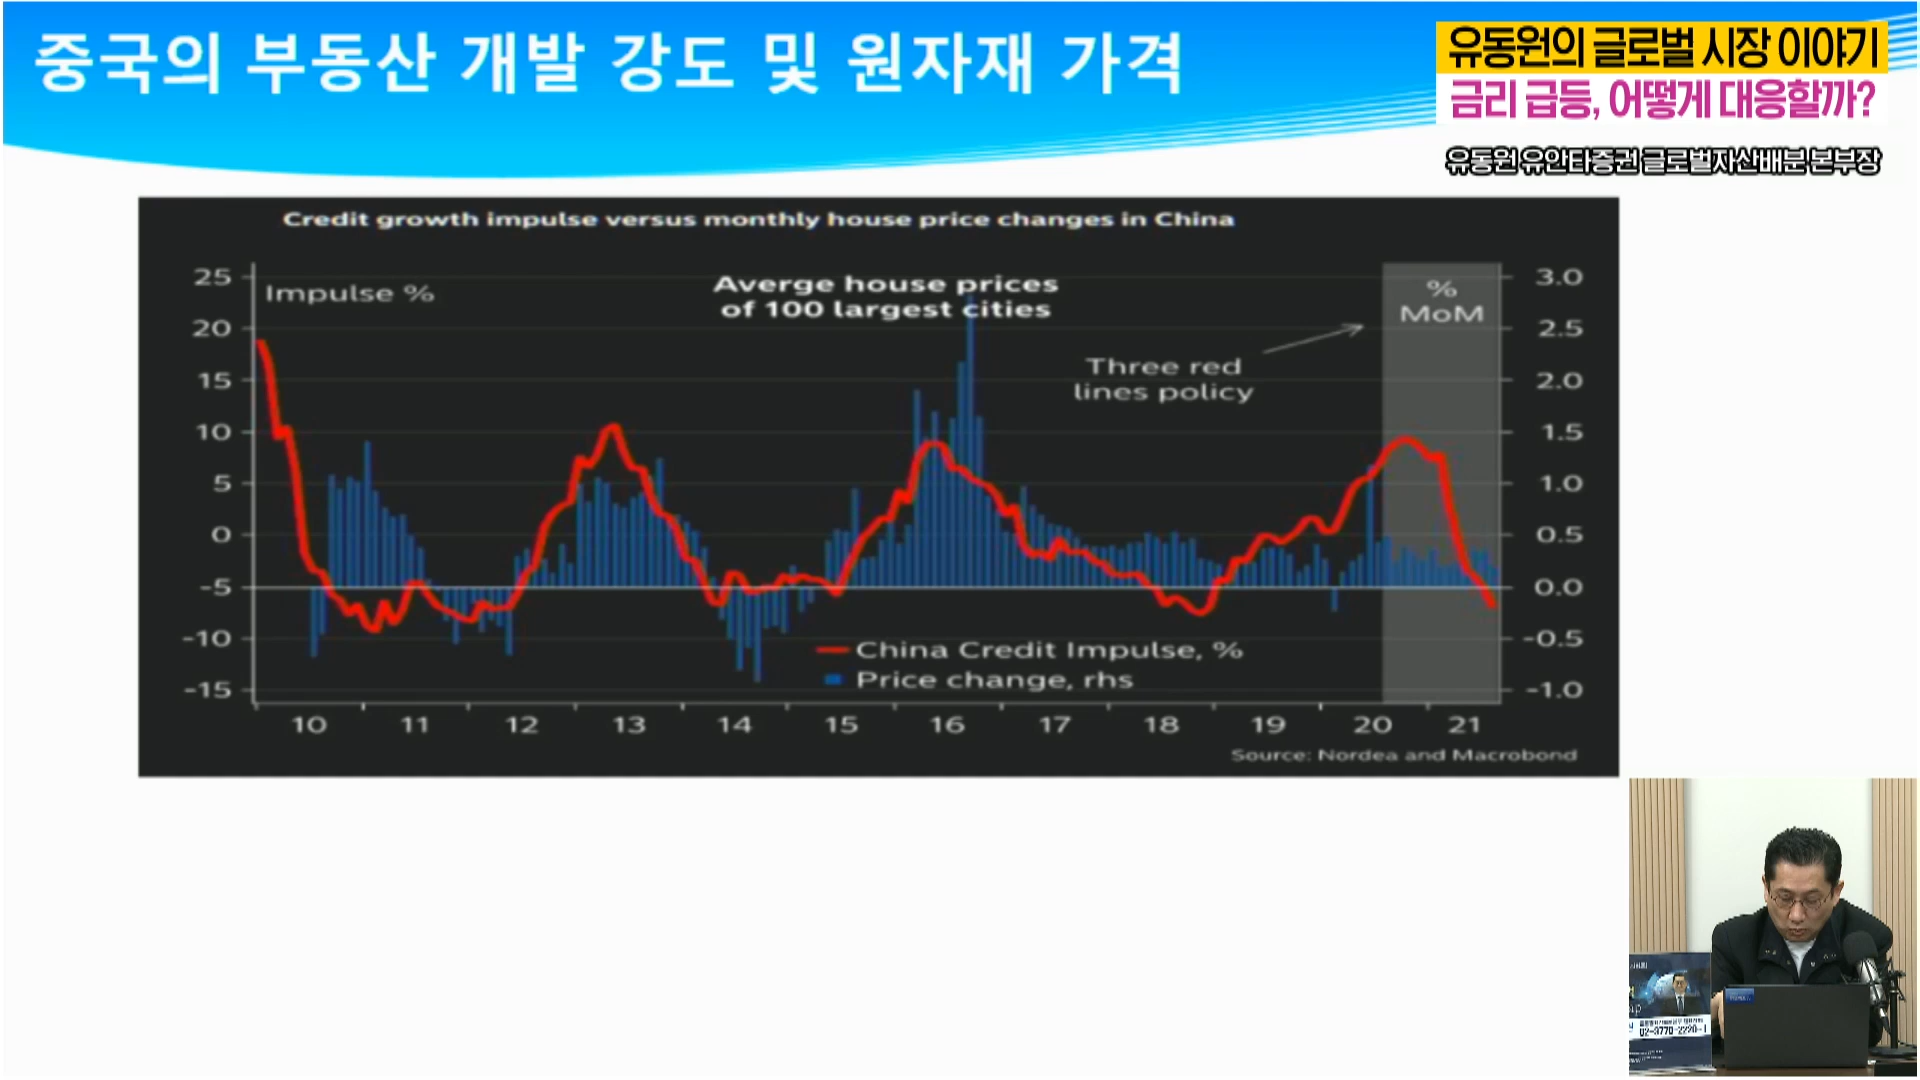 중국의 부동산 개발 강도 및 원자재 가격
유동원의 글로벌 시장 이야기
금리 급등, 어떻게 대응할까?
유동원 유안타증권 글로벌자산배분 본부장
Credit growth impulse versus monthly house price changes in China
Impulse %
Averge house prices
of 100 largest cities
%
MoM
Three red
lines policy
25
20
15
10
5
0
-5
-10
-15
3.0
2.5
2.0
1.5
1.0
0.5
0.0
-0.5
-1.0
China Credit Impulse, %
Price change, rhs
10 11 12 13 14 15 16 17 18 19 20 21
Source: Nordea and Macrobond
02-3770-2220~1